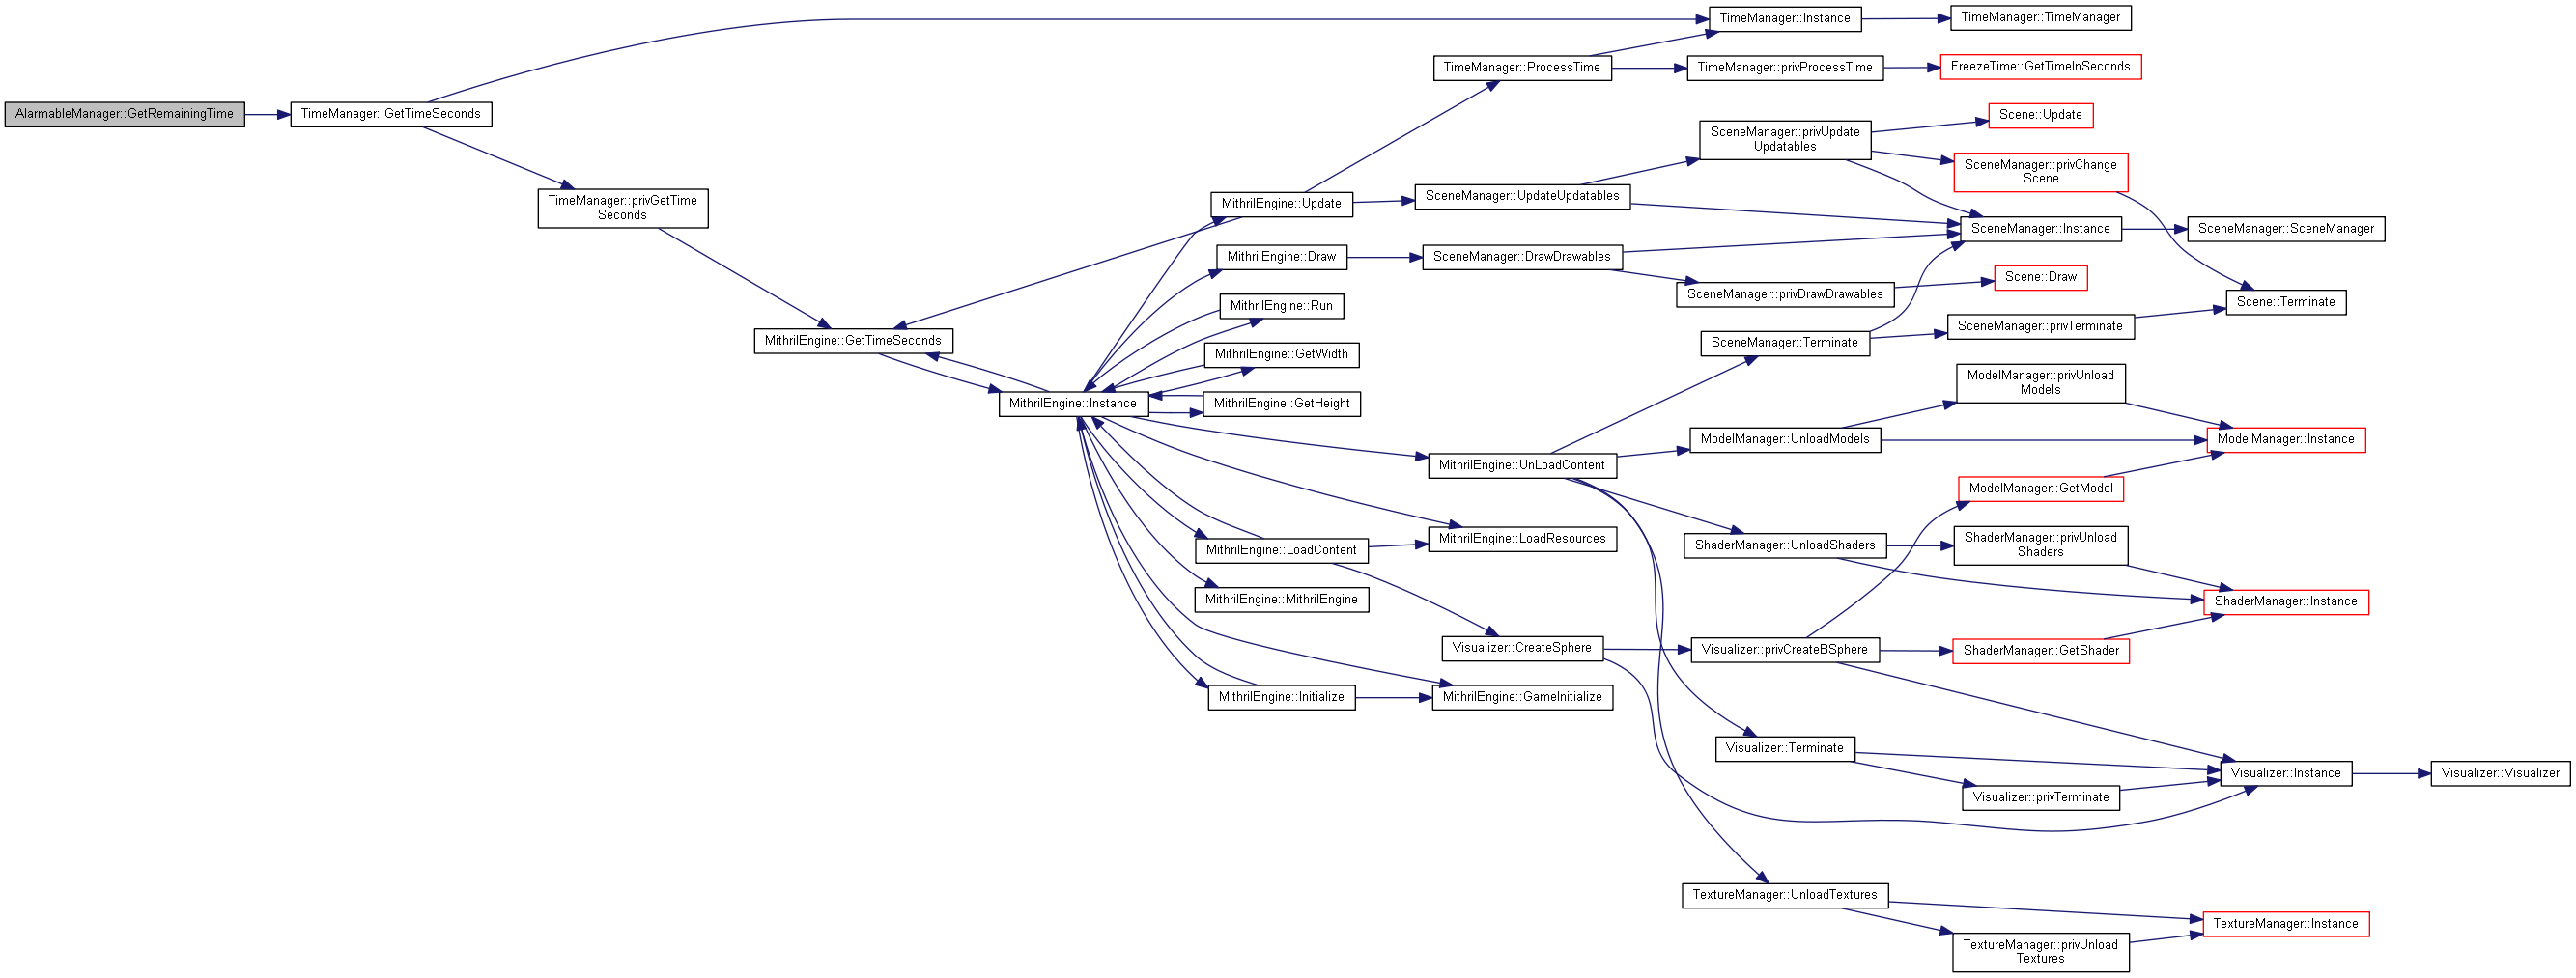 AlarmableManager::GetRemainingTime
TimeManager::GetTimeSeconds
TimeManager::privGetTime
Seconds
MithrilEngine::GetTimeSeconds
MithrilEngine::Instance
MithrilEngine::Update
MithrilEngine::Draw
MithrilEngine::Run
MithrilEngine::GetWidth
MithrilEngine::GetHeight
MithrilEngine::LoadContent
MithrilEngine::MithrilEngine
MithrilEngine::Initialize
TimeManager::ProcessTime
SceneManager::UpdateUpdatables
SceneManager::DrawDrawables
MithrilEngine::UnLoadContent
MithrilEngine::LoadResources
Visualizer::CreateSphere
MithrilEngine::GameInitialize
TimeManager::Instance
TimeManager::privProcessTime
SceneManager::privUpdate
Updatables
SceneManager::privDrawDrawables
SceneManager::Terminate
ModelManager::UnloadModels
ShaderManager::UnloadShaders
Visualizer::privCreateBSphere
Visualizer::Terminate
TextureManager::UnloadTextures
TimeManager::TimeManager
FreezeTime::GetTimeInSeconds
Scene::Update
SceneManager::privChange
Scene
SceneManager::Instance
Scene::Draw
SceneManager::privTerminate
ModelManager::privUnload
Models
ModelManager::GetModel
ShaderManager::privUnload
Shaders
ShaderManager::GetShader
Visualizer::privTerminate
TextureManager::privUnload
Textures
SceneManager::SceneManager
Scene::Terminate
ModelManager::Instance
ShaderManager::Instance
Visualizer::Instance
TextureManager::Instance
Visualizer::Visualizer